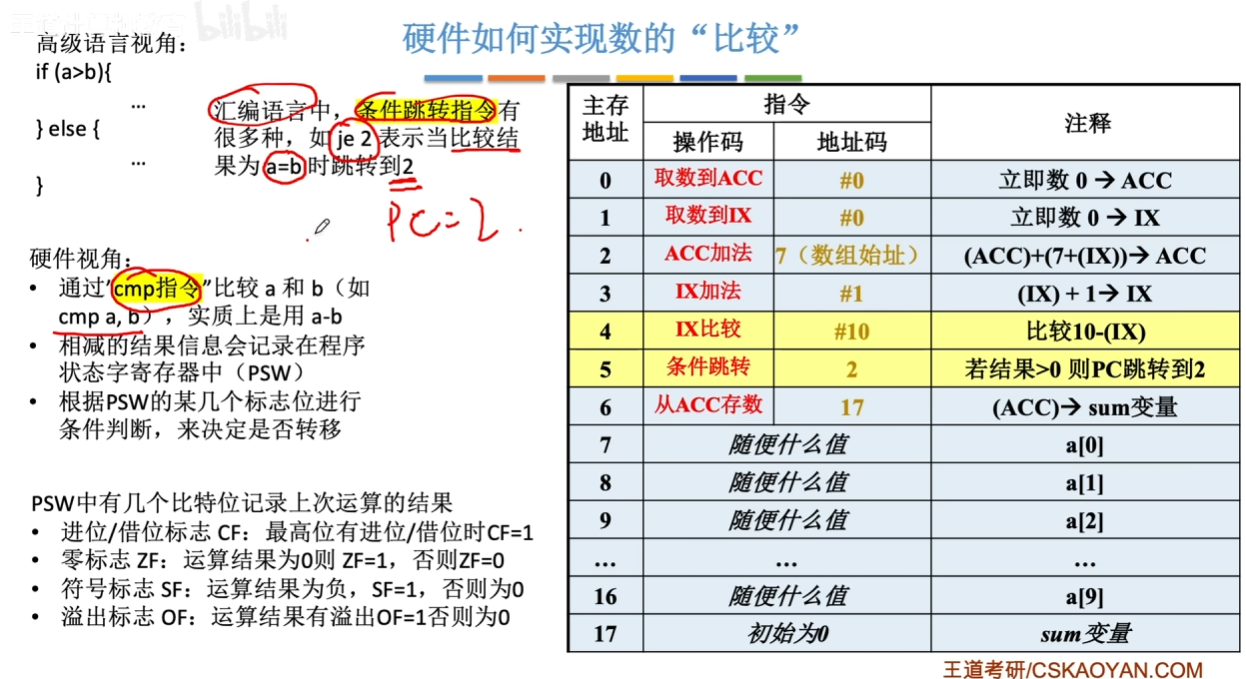 硬件如何实现数的“比较”
bilibili
高级语言视角：
if (a>b){
...
} else {
...
}
汇编语言中，条件跳转指令有
很多种，如 je 2 表示当比较结
果为 a=b 时跳转到2
PC=2.
硬件视角：
• 通过“cmp指令”比较 a 和 b（如
cmp a, b），实质上是用 a-b
• 相减的结果信息会记录在程序
状态字寄存器中（PSW）
• 根据PSW的某几个标志位进行
条件判断，来决定是否转移
PSW中有几个比特位记录上次运算的结果
• 进位/借位标志 CF：最高位有进位/借位时CF=1
• 零标志 ZF：运算结果为0则 ZF=1，否则ZF=0
• 符号标志 SF：运算结果为负，SF=1，否则为0
• 溢出标志 OF：运算结果有溢出OF=1否则为0
主存地址 指令 注释
操作码 地址码
0 取数到ACC #0 立即数 0 → ACC
1 取数到IX #0 立即数 0 → IX
2 ACC加法 7（数组始址） (ACC)+(7+(IX))→ ACC
3 IX加法 #1 (IX) + 1→ IX
4 IX比较 #10 比较10-(IX)
5 条件跳转 2 若结果>0 则PC跳转到2
6 从ACC存数 17 (ACC)→ sum变量
7 随便什么值 a[0]
8 随便什么值 a[1]
9 随便什么值 a[2]
... ... ...
16 随便什么值 a[9]
17 初始为0 sum变量
王道考研/CSKAOYAN.COM